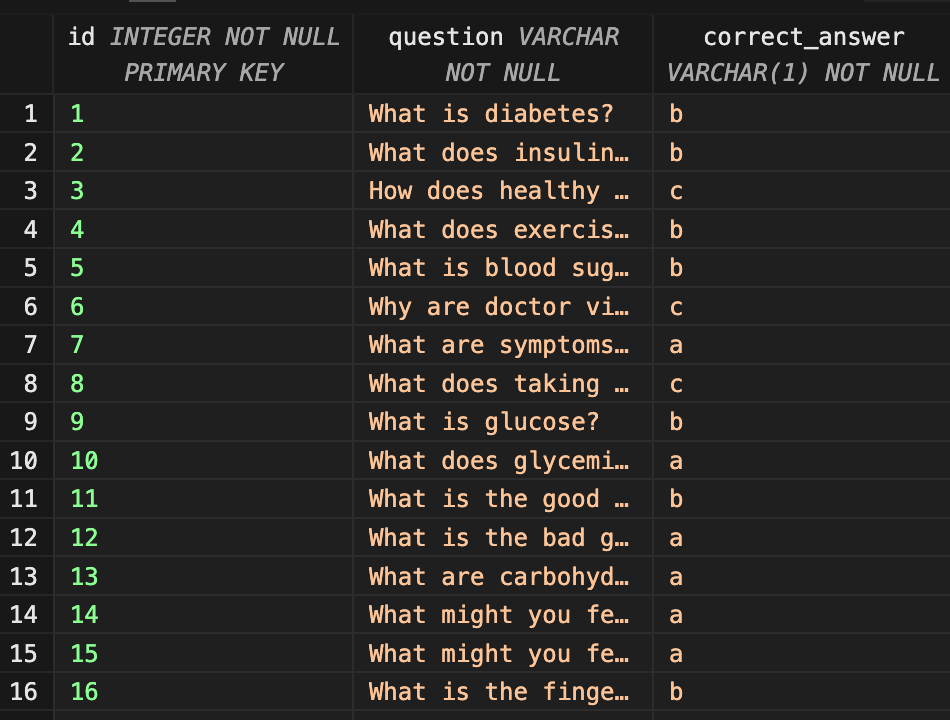 id INTEGER NOT NULL PRIMARY KEY question VARCHAR NOT NULL correct_answer VARCHAR(1) NOT NULL
1 1 What is diabetes? b
2 2 What does insulin… b
3 3 How does healthy … c
4 4 What does exercis… b
5 5 What is blood sug… b
6 6 Why are doctor vi… c
7 7 What are symptoms… a
8 8 What does taking … c
9 9 What is glucose? b
10 10 What does glycemi… a
11 11 What is the good … b
12 12 What is the bad g… a
13 13 What are carbohyd… a
14 14 What might you fe… a
15 15 What might you fe… a
16 16 What is the finge… b